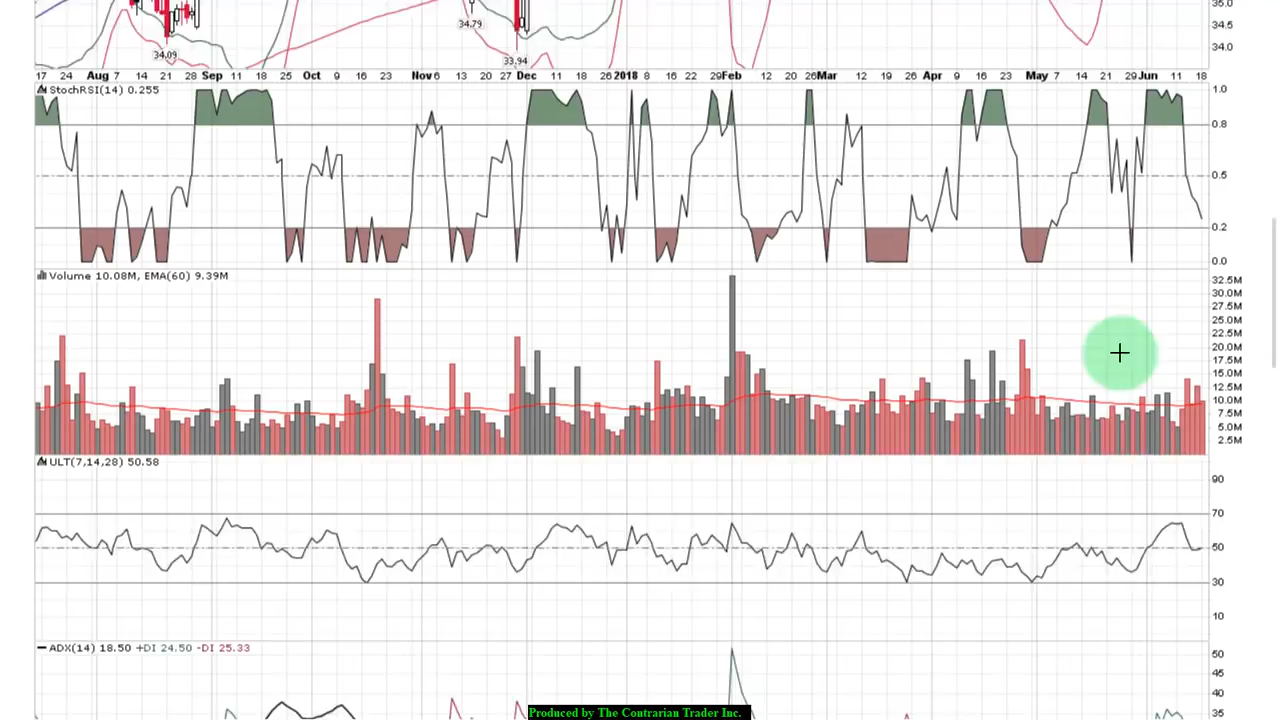 35.0
34.5
34.0
34.09
34.79
33.94
17 24 Aug 7 14 21 28 Sep 11 18 25 Oct 9 16 23 Nov 6 13 20 27 Dec 11 18 26 2018 8 16 22 29 Feb 12 20 26 Mar 12 19 26 Apr 9 16 23 May 7 14 21 29 Jun 11 18
StochRSI(14) 0.255
1.0
0.8
0.5
0.2
0.0
Volume 10.08M, EMA(60) 9.39M
32.5M
30.0M
27.5M
25.0M
22.5M
20.0M
17.5M
15.0M
12.5M
10.0M
7.5M
5.0M
2.5M
ULT(7,14,28) 50.58
90
70
50
30
10
ADX(14) 18.50 +DI 24.50 -DI 25.33
50
45
40
35
Produced by The Contrarian Trader Inc.